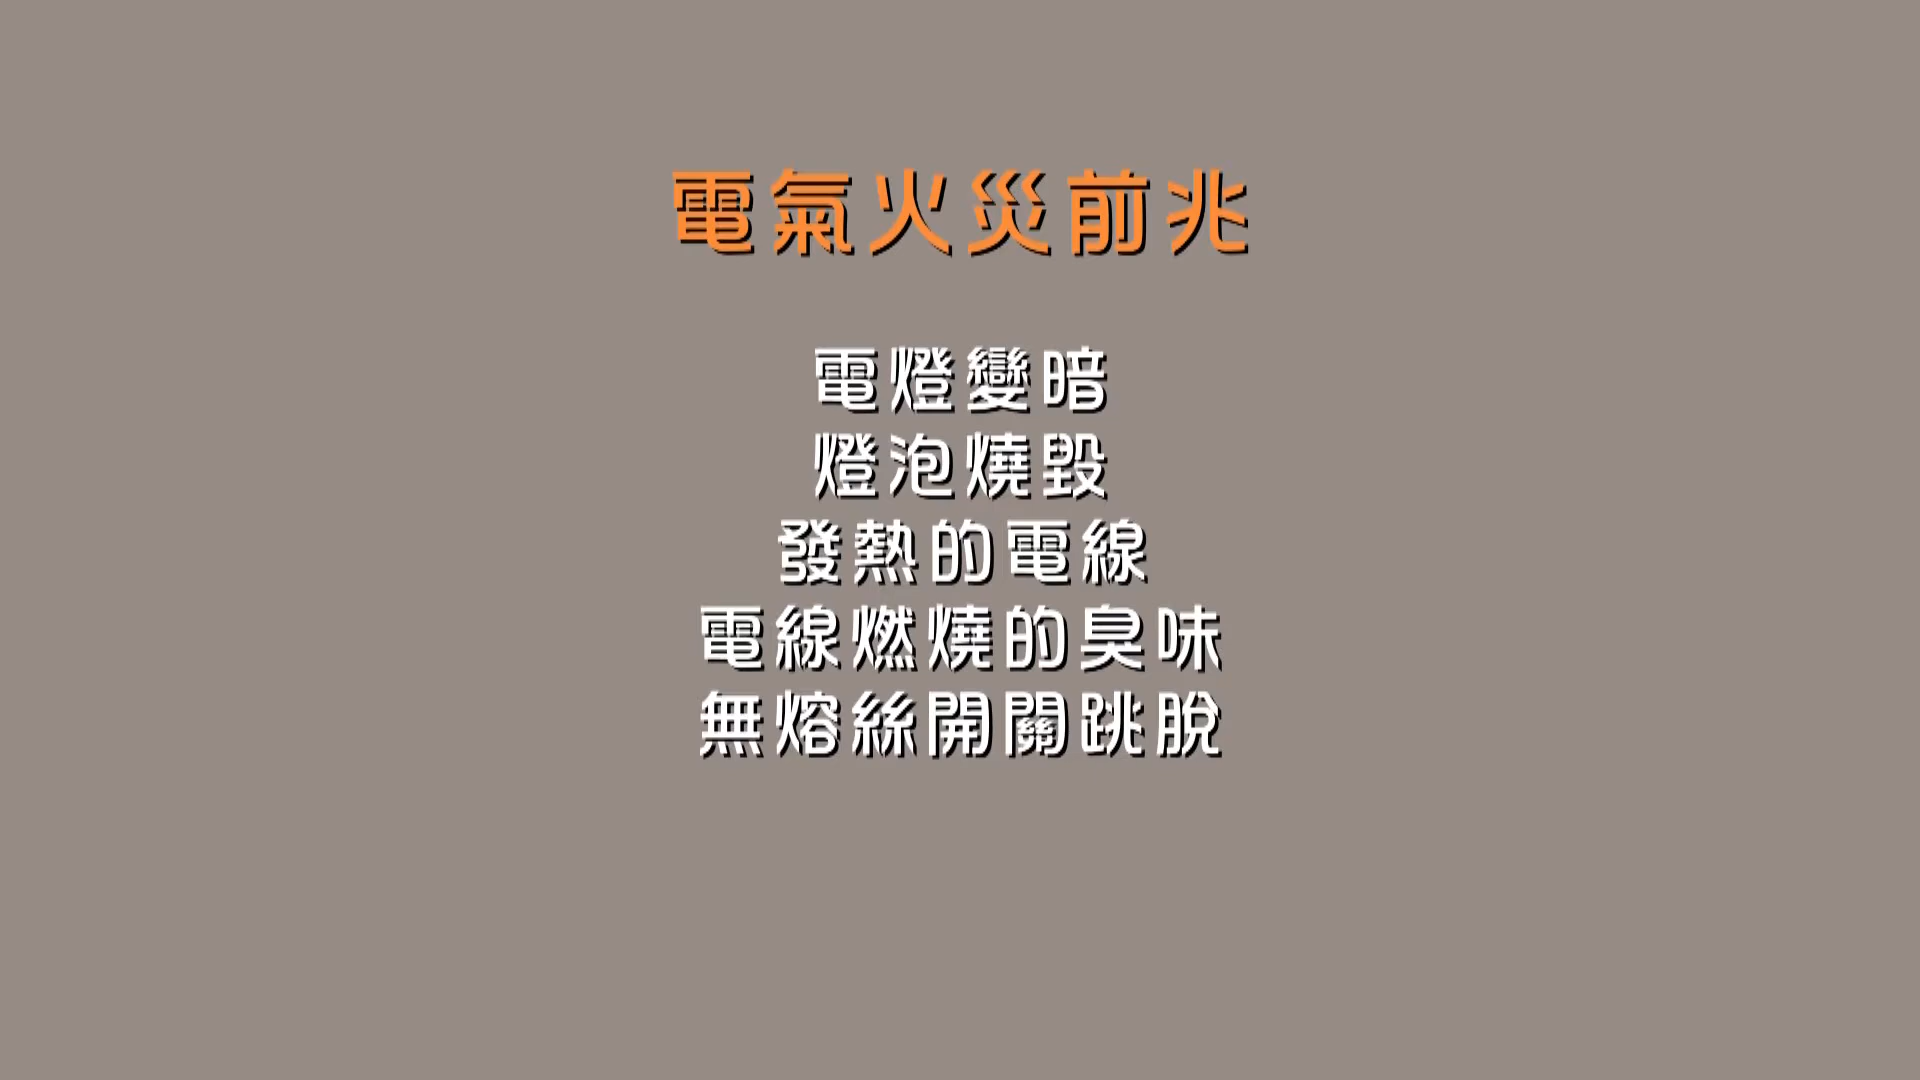 電氣火災前兆
電燈變暗
燈泡燒毀
發熱的電線
電線燃燒的臭味
無熔絲開關跳脫